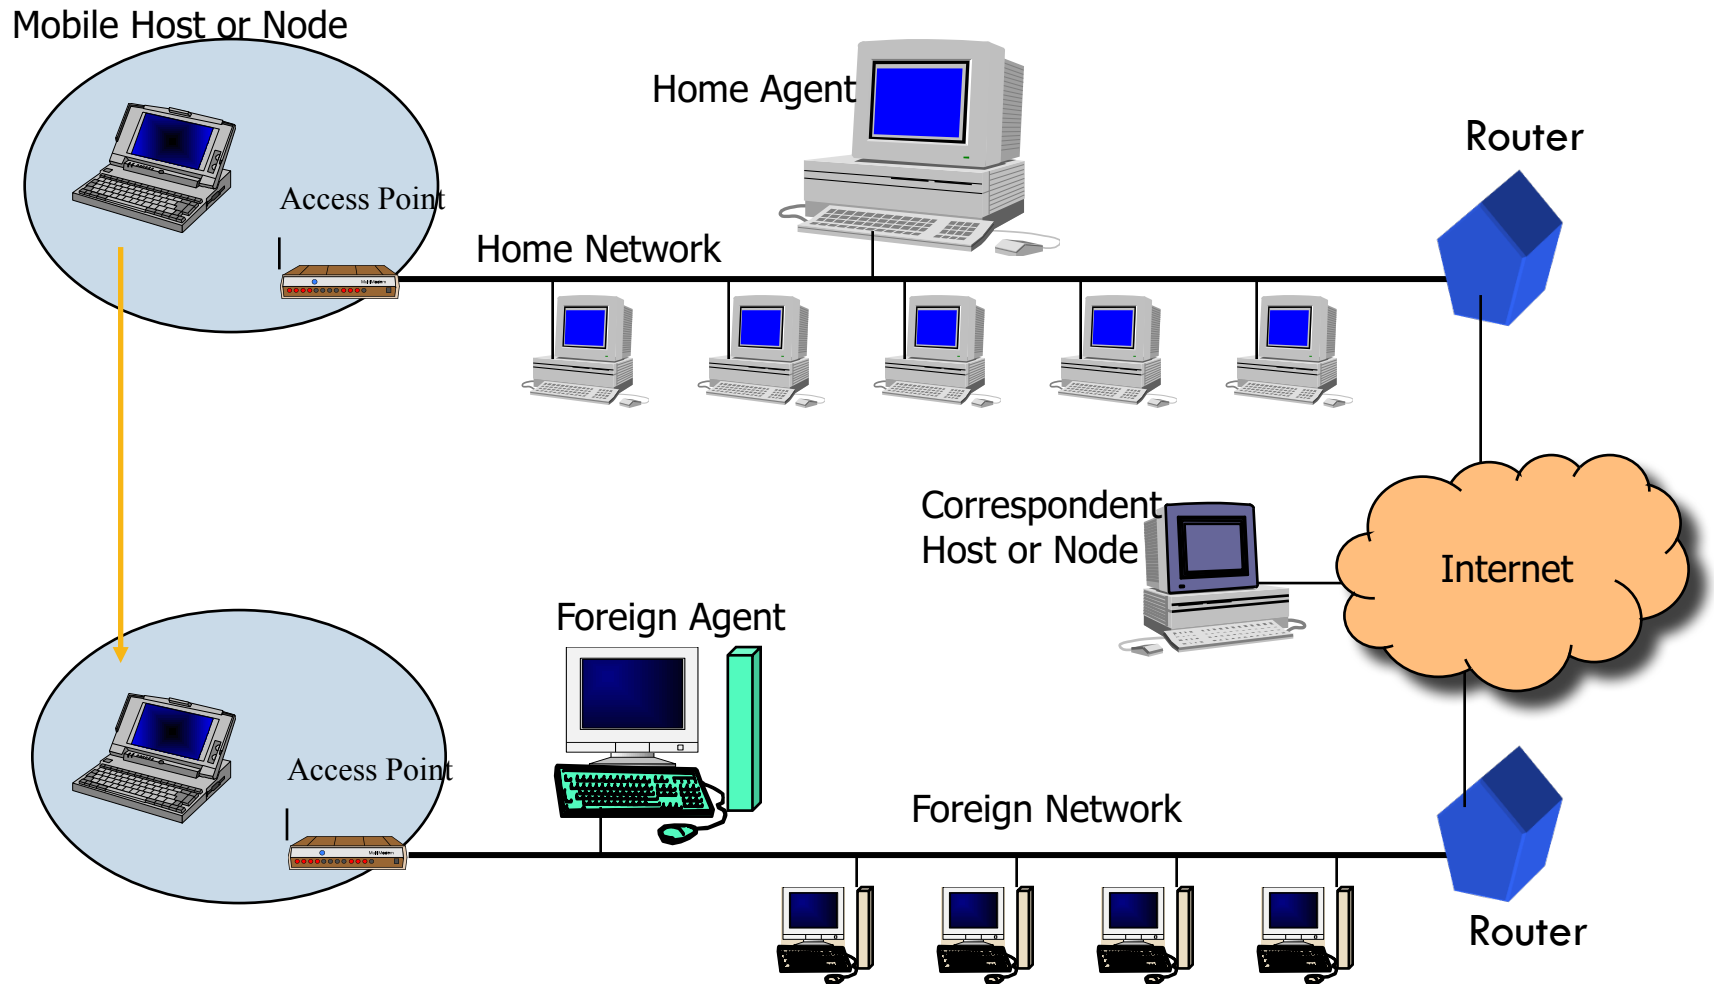 Mobile Host or Node
Home Agent
Router
Access Point
Home Network
Correspondent
Host or Node
Internet
Foreign Agent
Access Point
Foreign Network
Router